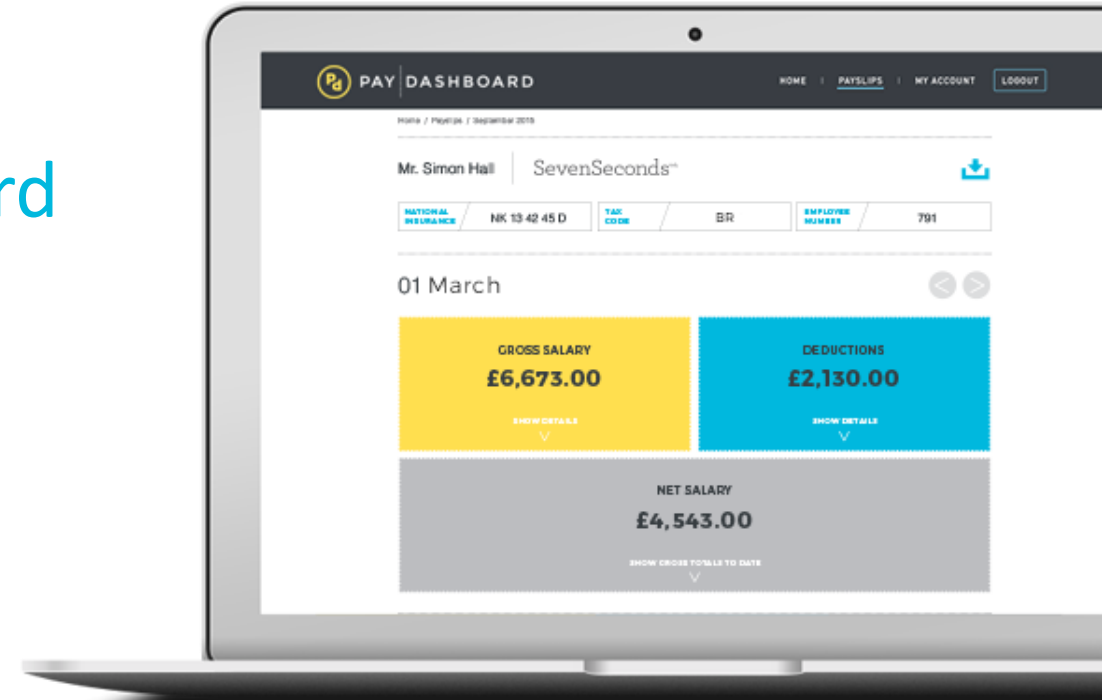 rd
Pd PAY DASHBOARD
HOME | PAYSLIPS | MY ACCOUNT LOGOUT
Home / Payslips / September 2015
Mr. Simon Hall SevenSeconds
NATIONAL INSURANCE NK 13 42 45 D TAX CODE BR EMPLOYEE NUMBER 791
01 March
< >
GROSS SALARY
£6,673.00
SHOW DETAILS
DEDUCTIONS
£2,130.00
SHOW DETAILS
NET SALARY
£4,543.00
SHOW GROSS TOTALS TO DATE